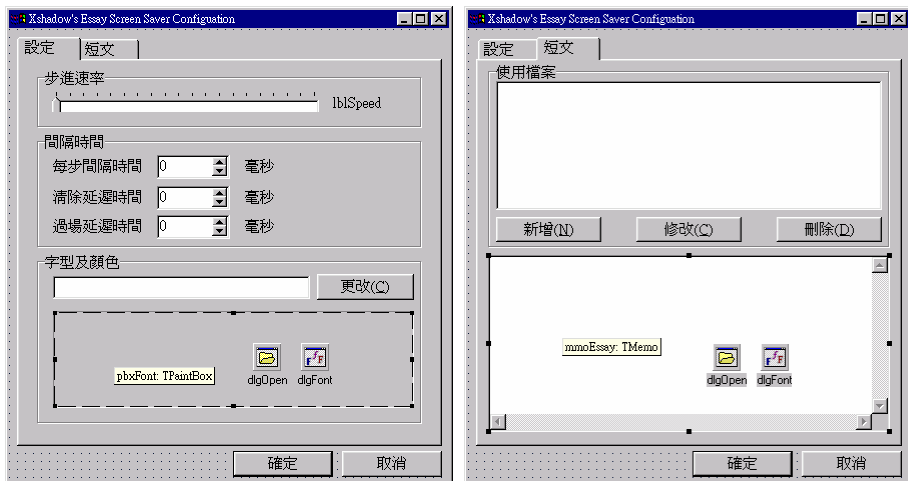 Xshadow's Essay Screen Saver Configuation
設定
短文
步進速率
lblSpeed
間隔時間
每步間隔時間 0 毫秒
清除延遲時間 0 毫秒
過場延遲時間 0 毫秒
字型及顏色
更改(C)
dlgOpen
dlgFont
pbxFont: TPaintBox
確定
取消
Xshadow's Essay Screen Saver Configuation
設定
短文
使用檔案
新增(N)
修改(C)
刪除(D)
mmoEssay: TMemo
dlgOpen
dlgFont
確定
取消